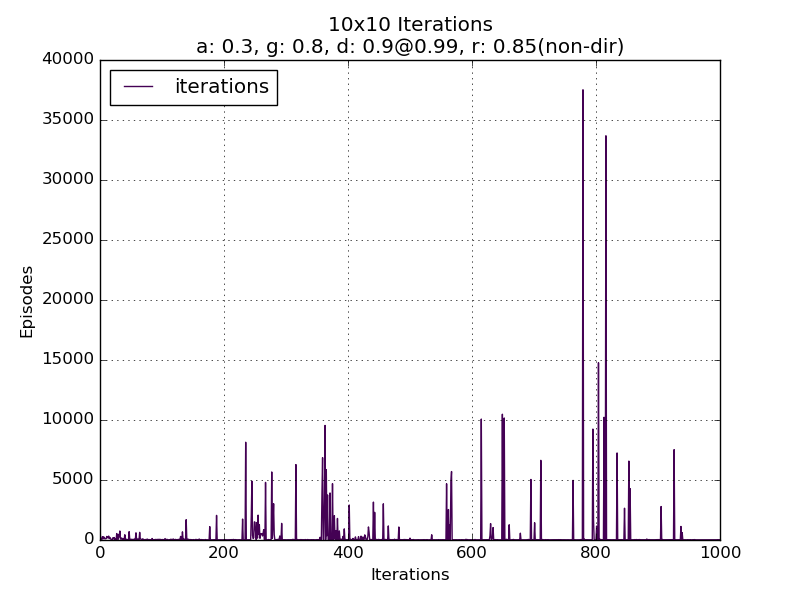 10x10 Iterations
a: 0.3, g: 0.8, d: 0.9@0.99, r: 0.85(non-dir)
iterations
40000
35000
30000
25000
20000
15000
10000
5000
0
Episodes
0 200 400 600 800 1000
Iterations